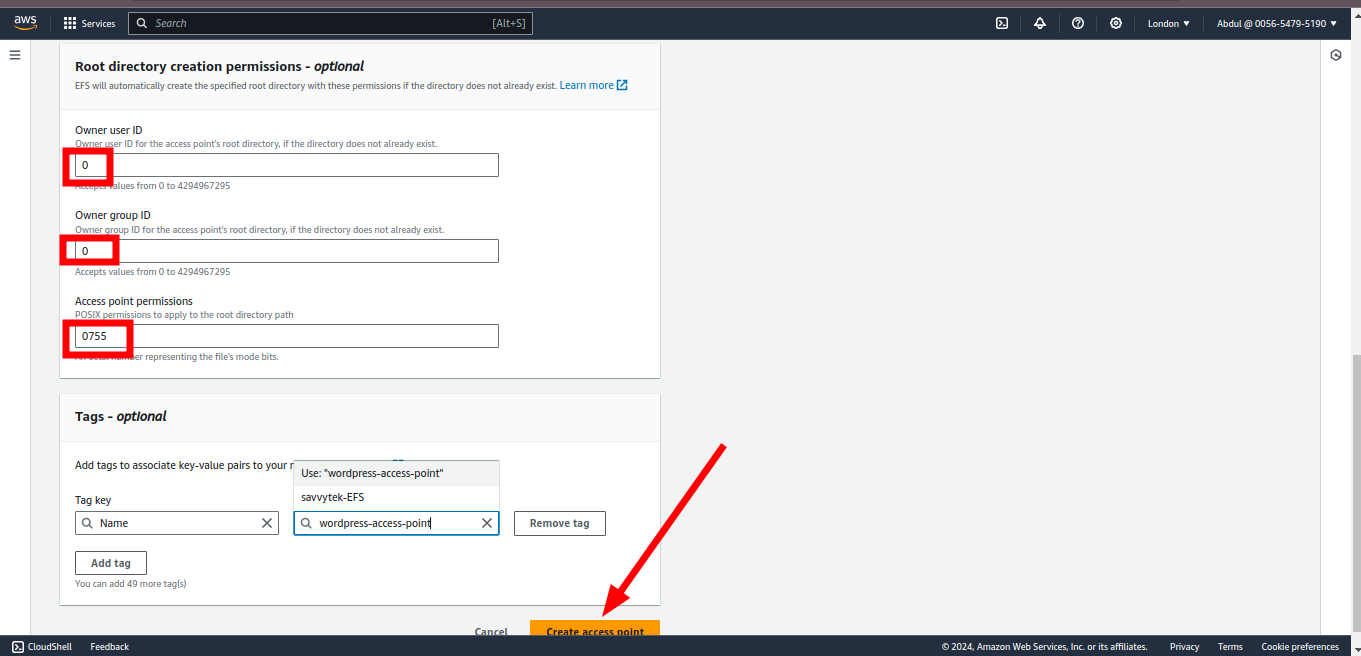 aws Services Search [Alt+S] London ▼ Abdul @ 0056-5479-5190 ▼
Root directory creation permissions - optional
EFS will automatically create the specified root directory with these permissions if the directory does not already exist. Learn more
Owner user ID
Owner user ID for the access point's root directory, if the directory does not already exist.
0
Accepts values from 0 to 4294967295
Owner group ID
Owner group ID for the access point's root directory, if the directory does not already exist.
0
Accepts values from 0 to 4294967295
Access point permissions
POSIX permissions to apply to the root directory path
0755
number representing the file's mode bits.
Tags - optional
Add tags to associate key-value pairs to your
Use: "wordpress-access-point"
savvytek-EFS
Tag key
Name wordpress-access-point Remove tag
Add tag
You can add 49 more tag(s)
Cancel Create access point
CloudShell Feedback © 2024, Amazon Web Services, Inc. or its affiliates. Privacy Terms Cookie preferences